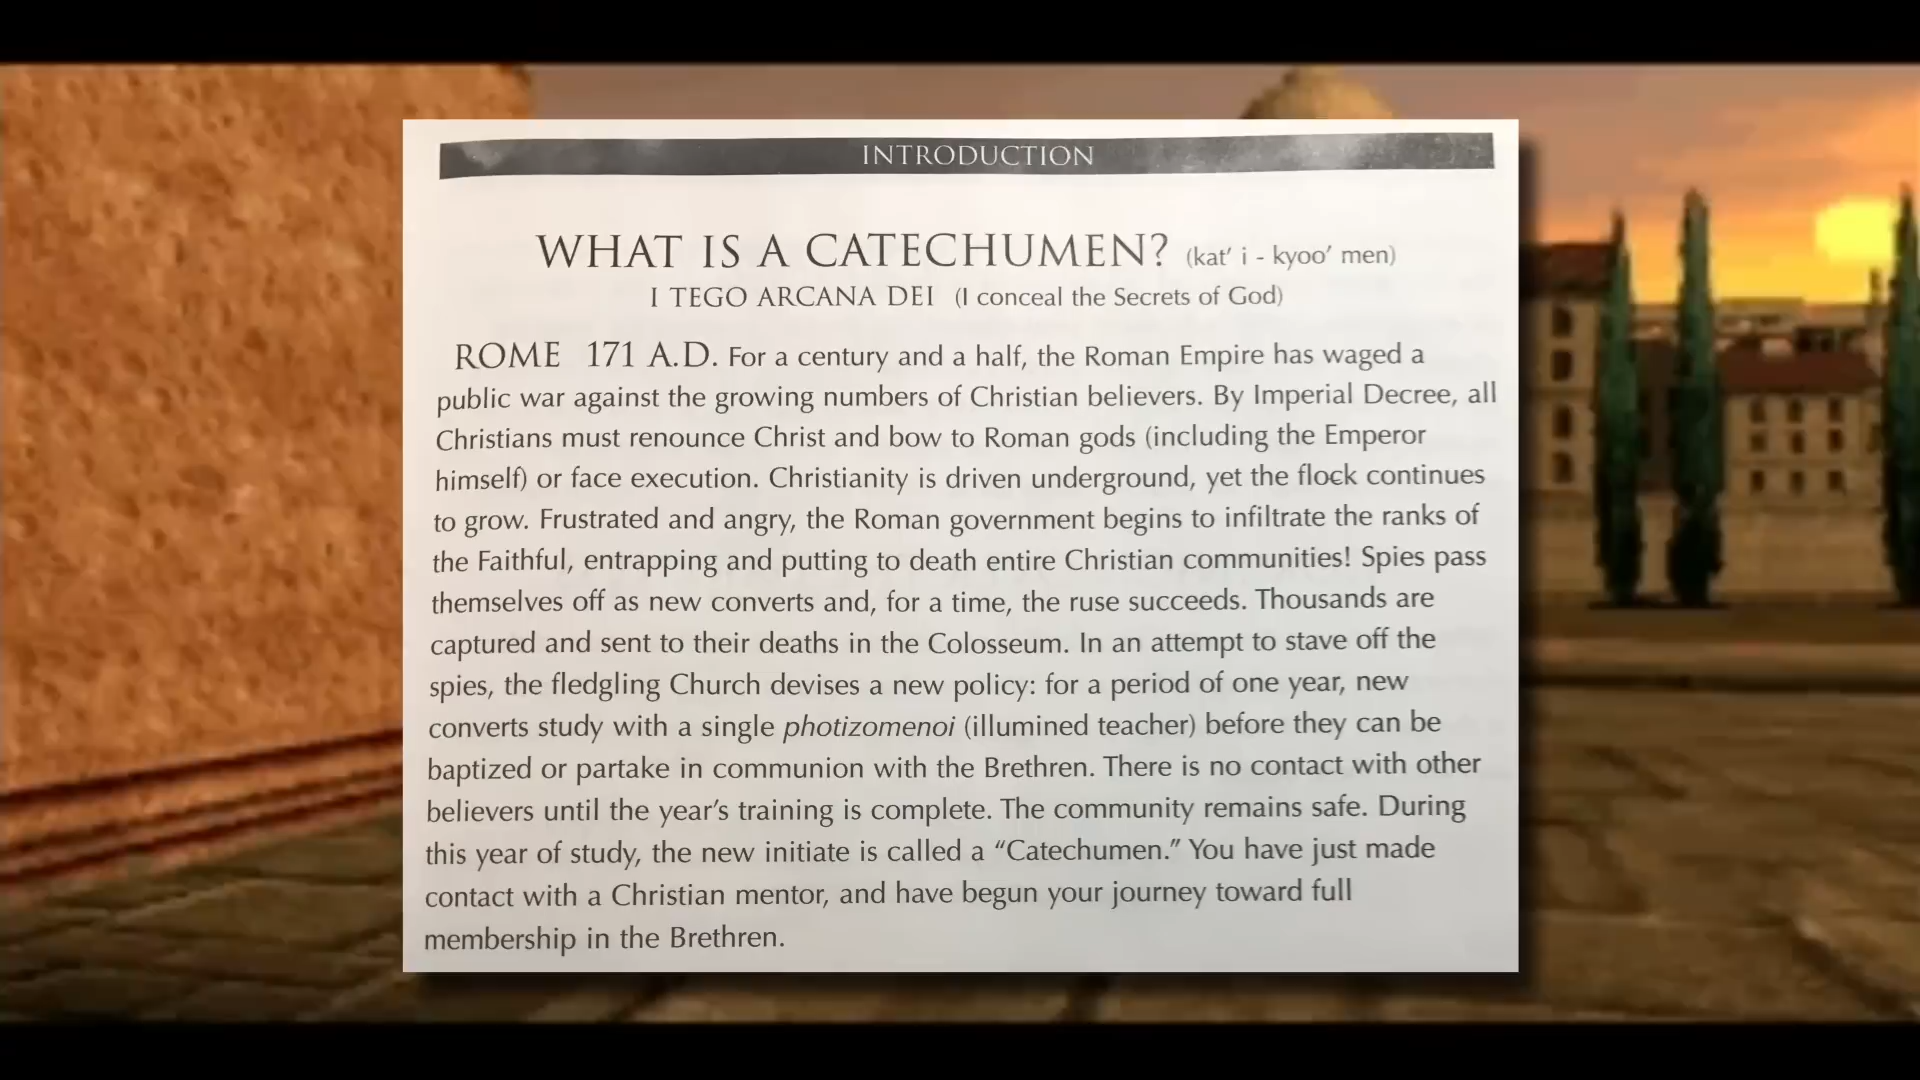 INTRODUCTION
WHAT IS A CATECHUMEN? (kat' i - kyoo' men)
I TEGO ARCANA DEI (I conceal the Secrets of God)
ROME 171 A.D. For a century and a half, the Roman Empire has waged a
public war against the growing numbers of Christian believers. By Imperial Decree, all
Christians must renounce Christ and bow to Roman gods (including the Emperor
himself) or face execution. Christianity is driven underground, yet the flock continues
to grow. Frustrated and angry, the Roman government begins to infiltrate the ranks of
the Faithful, entrapping and putting to death entire Christian communities! Spies pass
themselves off as new converts and, for a time, the ruse succeeds. Thousands are
captured and sent to their deaths in the Colosseum. In an attempt to stave off the
spies, the fledgling Church devises a new policy: for a period of one year, new
converts study with a single photizomenoi (illumined teacher) before they can be
baptized or partake in communion with the Brethren. There is no contact with other
believers until the year's training is complete. The community remains safe. During
this year of study, the new initiate is called a “Catechumen.” You have just made
contact with a Christian mentor, and have begun your journey toward full
membership in the Brethren.